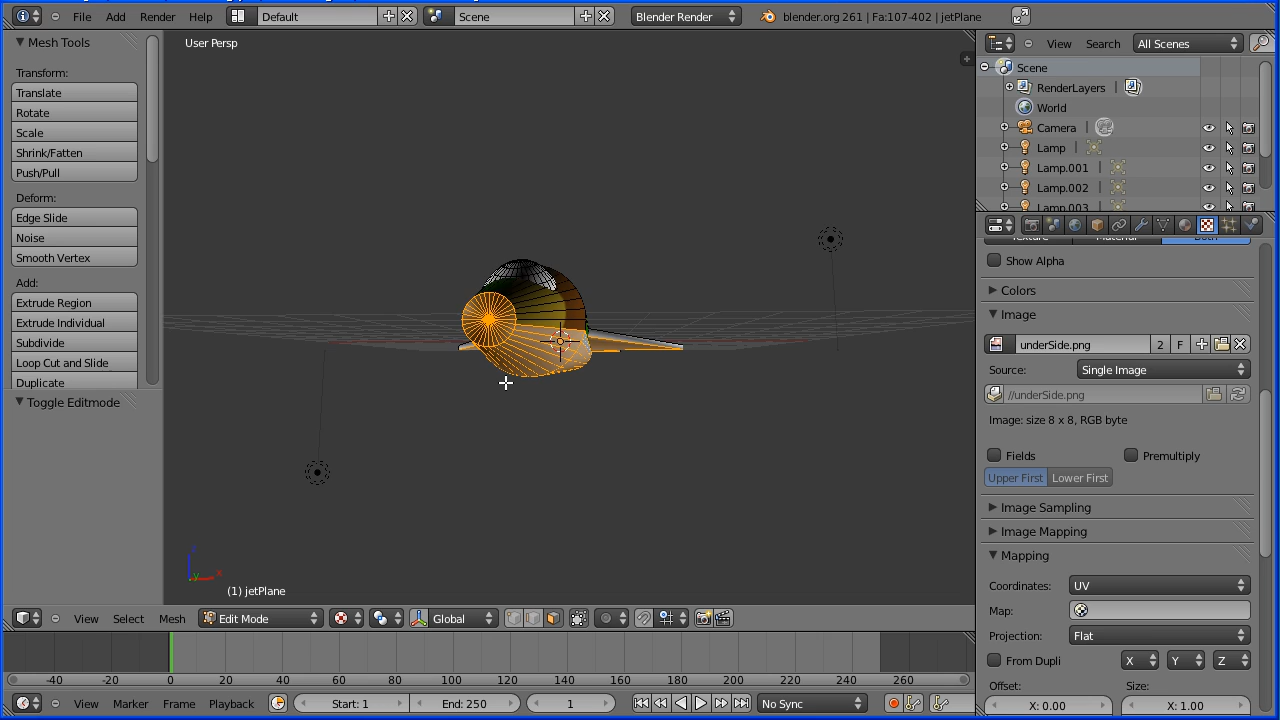 File Add Render Help Default Scene Blender Render blender.org 261 | Fa:107-402 | jetPlane
Mesh Tools
Transform:
Translate
Rotate
Scale
Shrink/Fatten
Push/Pull
Deform:
Edge Slide
Noise
Smooth Vertex
Add:
Extrude Region
Extrude Individual
Subdivide
Loop Cut and Slide
Duplicate
Toggle Editmode
User Persp
z
y x
(1) jetPlane
View Select Mesh Edit Mode Global
-40 -20 0 20 40 60 80 100 120 140 160 180 200 220 240 260
View Marker Frame Playback Start: 1 End: 250 1 No Sync
View Search All Scenes
Scene
RenderLayers |
World
Camera |
Lamp |
Lamp.001 |
Lamp.002 |
Lamp.003
Show Alpha
Colors
Image
underSide.png 2 F
Source: Single Image
//underSide.png
Image: size 8 x 8, RGB byte
Fields Premultiply
Upper First Lower First
Image Sampling
Image Mapping
Mapping
Coordinates: UV
Map:
Projection: Flat
From Dupli X Y Z
Offset: Size:
X: 0.00 X: 1.00